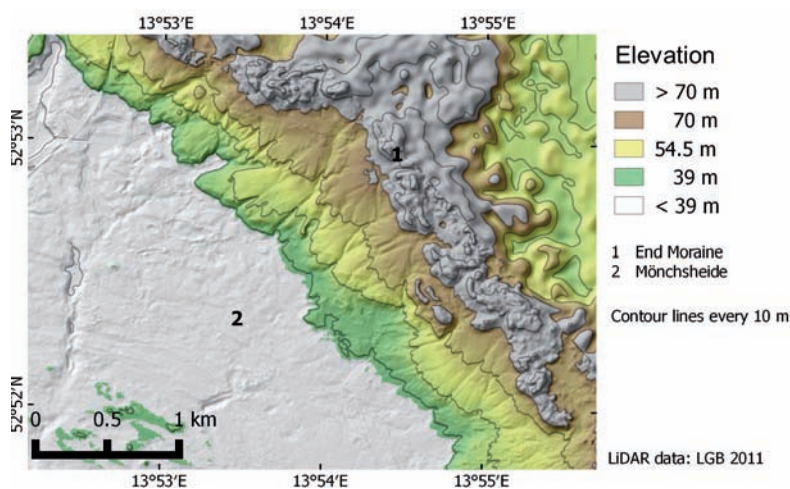 13°53'E 13°54'E 13°55'E
52°53'N
52°52'N
1
2
0 0.5 1 km
13°53'E 13°54'E 13°55'E
Elevation
> 70 m
70 m
54.5 m
39 m
< 39 m
1 End Moraine
2 Mönchsheide
Contour lines every 10 m
LiDAR data: LGB 2011